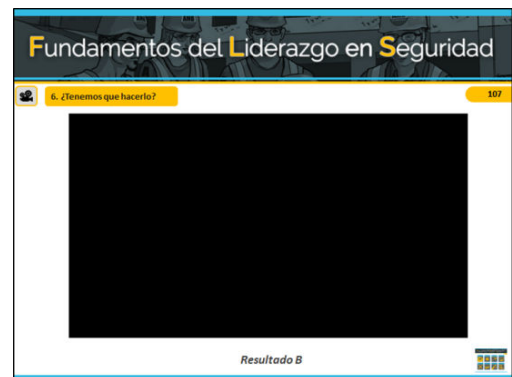 Fundamentos del Liderazgo en Seguridad
6. ¿Tenemos que hacerlo?
107
Resultado B